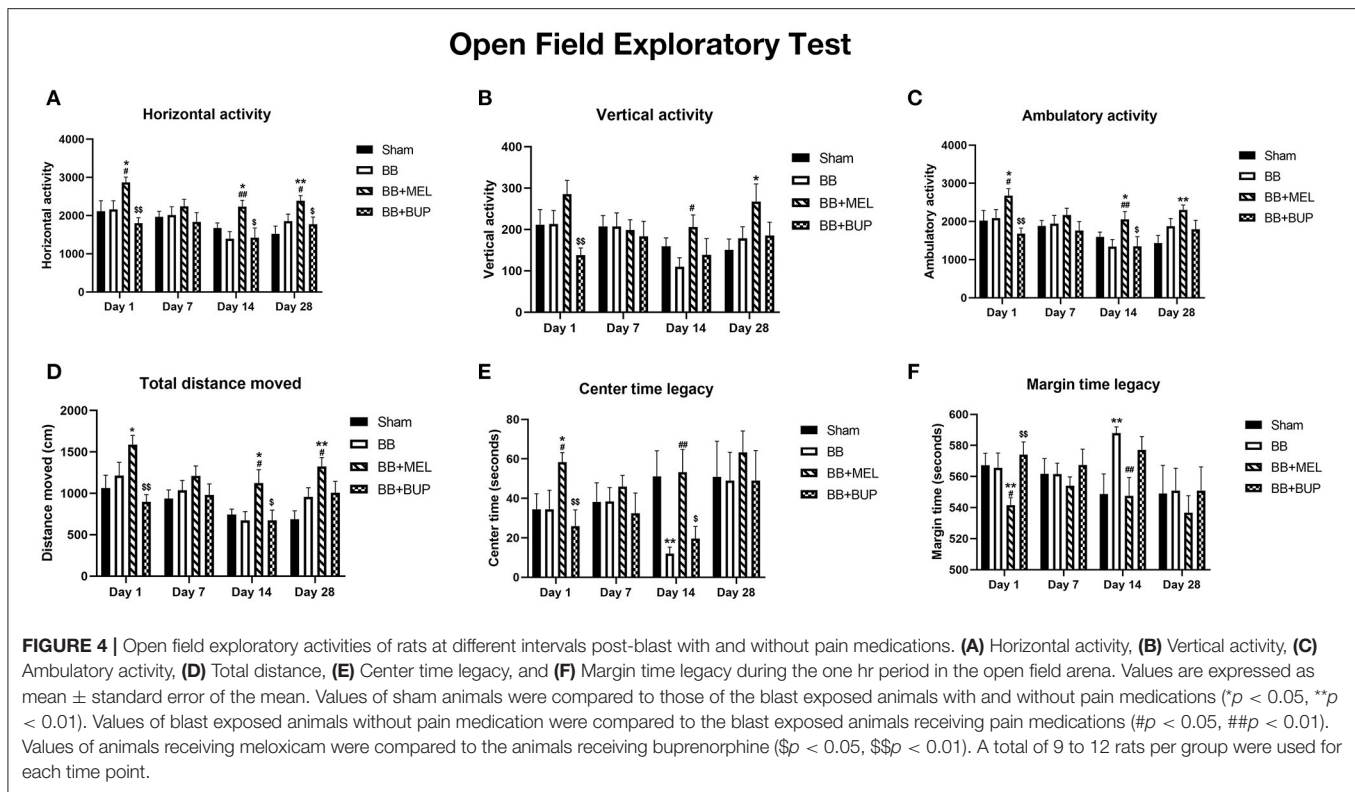 Open Field Exploratory Test
A
Horizontal activity
Horizontal activity
4000
3000
2000
1000
0
*
#
$$
*
##
$
**
#
$
Day 1 Day 7 Day 14 Day 28
Sham
BB
BB+MEL
BB+BUP
B
Vertical activity
Vertical activity
400
300
200
100
0
$$
#
*
Day 1 Day 7 Day 14 Day 28
Sham
BB
BB+MEL
BB+BUP
C
Ambulatory activity
Ambulatory activity
4000
3000
2000
1000
0
*
#
$$
*
##
$
**
Day 1 Day 7 Day 14 Day 28
Sham
BB
BB+MEL
BB+BUP
D
Total distance moved
Distance moved (cm)
2000
1500
1000
500
0
*
$$
*
#
$
**
#
Day 1 Day 7 Day 14 Day 28
Sham
BB
BB+MEL
BB+BUP
E
Center time legacy
Center time (seconds)
80
60
40
20
0
*
#
$$
**
##
$
Day 1 Day 7 Day 14 Day 28
Sham
BB
BB+MEL
BB+BUP
F
Margin time legacy
Margin time (seconds)
600
580
560
540
520
500
**
#
$$
**
##
Day 1 Day 7 Day 14 Day 28
Sham
BB
BB+MEL
BB+BUP
FIGURE 4 | Open field exploratory activities of rats at different intervals post-blast with and without pain medications. (A) Horizontal activity, (B) Vertical activity, (C)
Ambulatory activity, (D) Total distance, (E) Center time legacy, and (F) Margin time legacy during the one hr period in the open field arena. Values are expressed as
mean ± standard error of the mean. Values of sham animals were compared to those of the blast exposed animals with and without pain medications (*p < 0.05, **p
< 0.01). Values of blast exposed animals without pain medication were compared to the blast exposed animals receiving pain medications (#p < 0.05, ##p < 0.01).
Values of animals receiving meloxicam were compared to the animals receiving buprenorphine ($p < 0.05, $$p < 0.01). A total of 9 to 12 rats per group were used for
each time point.